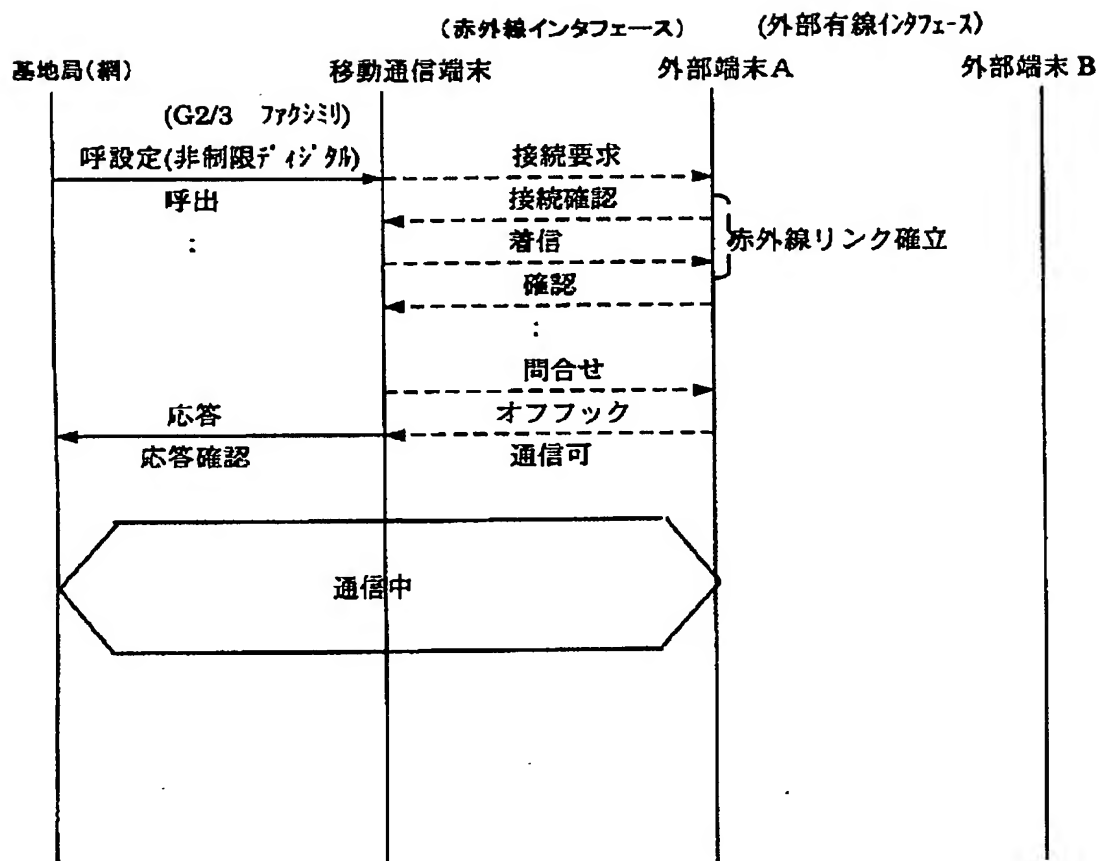 (赤外線インタフェース) (外部有線インタフェース)
基地局(網) 移動通信端末 外部端末A 外部端末B
(G2/3 ファクシミリ)
呼設定(非制限ディジタル) 接続要求
呼出 接続確認
: 着信 赤外線リンク確立
確認
:
問合せ
応答 オフフック
応答確認 通信可
通信中